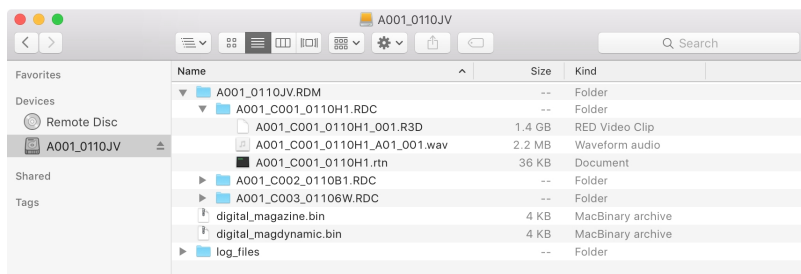 A001_0110JV
Search
Favorites
Devices
Remote Disc
A001_0110JV
Shared
Tags
Name Size Kind
A001_0110JV.RDM -- Folder
A001_C001_0110H1.RDC -- Folder
A001_C001_0110H1_001.R3D 1.4 GB RED Video Clip
A001_C001_0110H1_A01_001.wav 2.2 MB Waveform audio
A001_C001_0110H1.rtn 36 KB Document
A001_C002_0110B1.RDC -- Folder
A001_C003_01106W.RDC -- Folder
digital_magazine.bin 4 KB MacBinary archive
digital_magdynamic.bin 4 KB MacBinary archive
log_files -- Folder